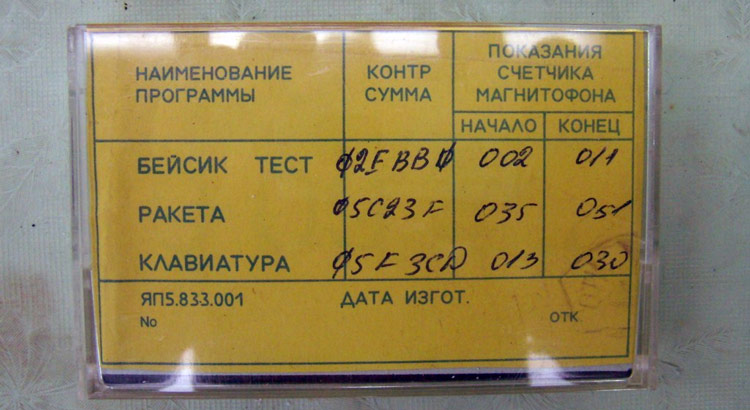 НАИМЕНОВАНИЕ ПРОГРАММЫ
КОНТР СУММА
ПОКАЗАНИЯ СЧЕТЧИКА МАГНИТОФОНА
НАЧАЛО КОНЕЦ
БЕЙСИК ТЕСТ 02FBB0 002 011
РАКЕТА 05C23F 035 051
КЛАВИАТУРА 05F3CD 013 030
ЯП5.833.001 ДАТА ИЗГОТ.
No ОТК